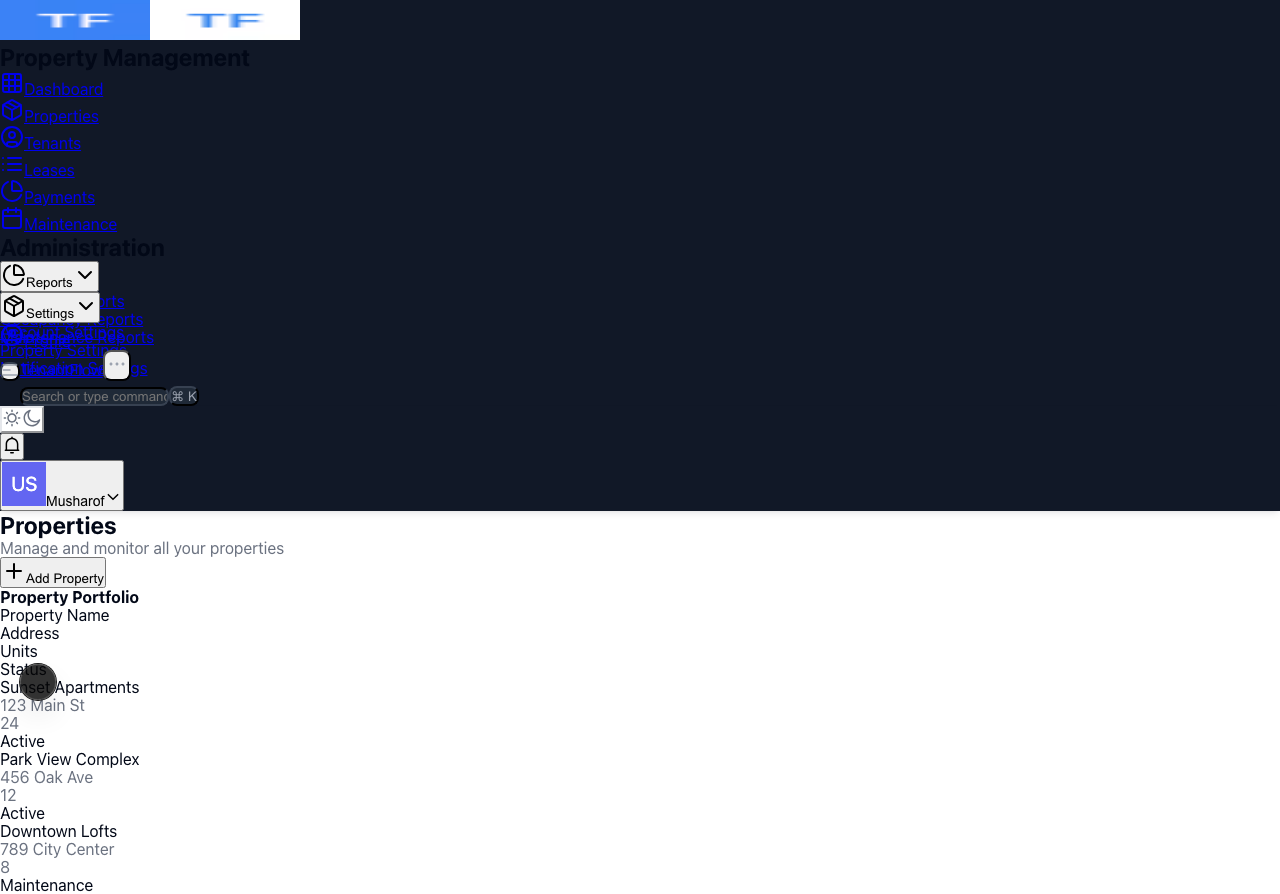 TF TF
Property Management
Dashboard
Properties
Tenants
Leases
Payments
Maintenance
Administration
Reports
Settings
Search or type command
⌘ K
US Musharof
Properties
Manage and monitor all your properties
Add Property
Property Portfolio
Property Name
Address
Units
Status
Sunset Apartments
123 Main St
24
Active
Park View Complex
456 Oak Ave
12
Active
Downtown Lofts
789 City Center
8
Maintenance